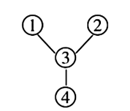 ① ②
③
④